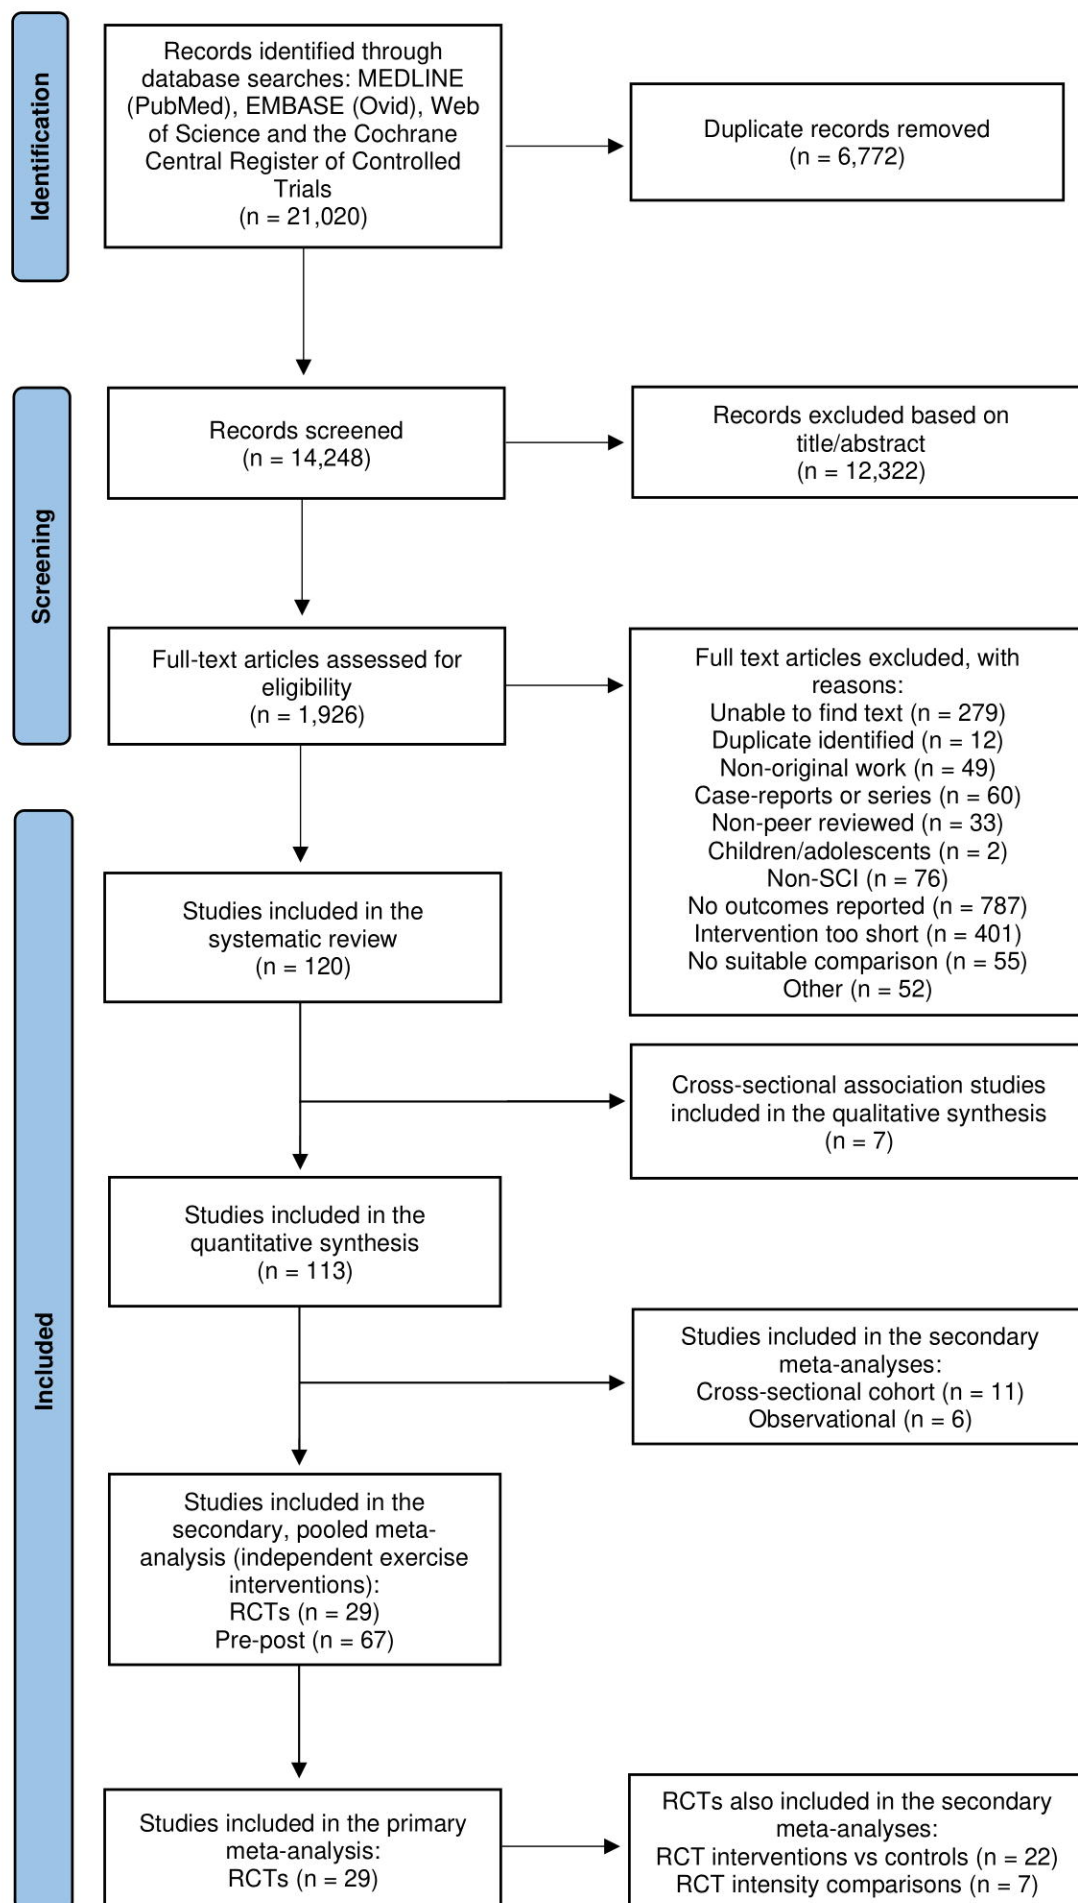 Identification
Records identified through
database searches: MEDLINE
(PubMed), EMBASE (Ovid), Web
of Science and the Cochrane
Central Register of Controlled
Trials
(n = 21,020)
Duplicate records removed
(n = 6,772)
Screening
Records screened
(n = 14,248)
Records excluded based on
title/abstract
(n = 12,322)
Full-text articles assessed for
eligibility
(n = 1,926)
Full text articles excluded, with
reasons:
Unable to find text (n = 279)
Duplicate identified (n = 12)
Non-original work (n = 49)
Case-reports or series (n = 60)
Non-peer reviewed (n = 33)
Children/adolescents (n = 2)
Non-SCI (n = 76)
No outcomes reported (n = 787)
Intervention too short (n = 401)
No suitable comparison (n = 55)
Other (n = 52)
Included
Studies included in the
systematic review
(n = 120)
Cross-sectional association studies
included in the qualitative synthesis
(n = 7)
Studies included in the
quantitative synthesis
(n = 113)
Studies included in the secondary
meta-analyses:
Cross-sectional cohort (n = 11)
Observational (n = 6)
Studies included in the
secondary, pooled meta-
analysis (independent exercise
interventions):
RCTs (n = 29)
Pre-post (n = 67)
Studies included in the primary
meta-analysis:
RCTs (n = 29)
RCTs also included in the secondary
meta-analyses:
RCT interventions vs controls (n = 22)
RCT intensity comparisons (n = 7)